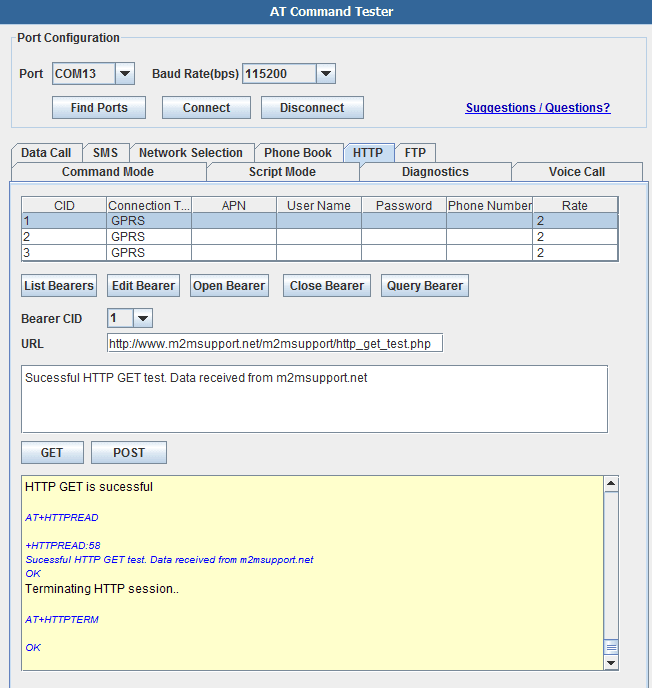 AT Command Tester
Port Configuration
Port COM13 Baud Rate(bps) 115200
Find Ports Connect Disconnect Suggestions / Questions?
Data Call SMS Network Selection Phone Book HTTP FTP
Command Mode Script Mode Diagnostics Voice Call
CID Connection T... APN User Name Password Phone Number Rate
1 GPRS 2
2 GPRS 2
3 GPRS 2
List Bearers Edit Bearer Open Bearer Close Bearer Query Bearer
Bearer CID 1
URL http://www.m2msupport.net/m2msupport/http_get_test.php
Sucessful HTTP GET test. Data received from m2msupport.net
GET POST
HTTP GET is sucessful
AT+HTTPREAD
+HTTPREAD:58
Sucessful HTTP GET test. Data received from m2msupport.net
OK
Terminating HTTP session..
AT+HTTPTERM
OK